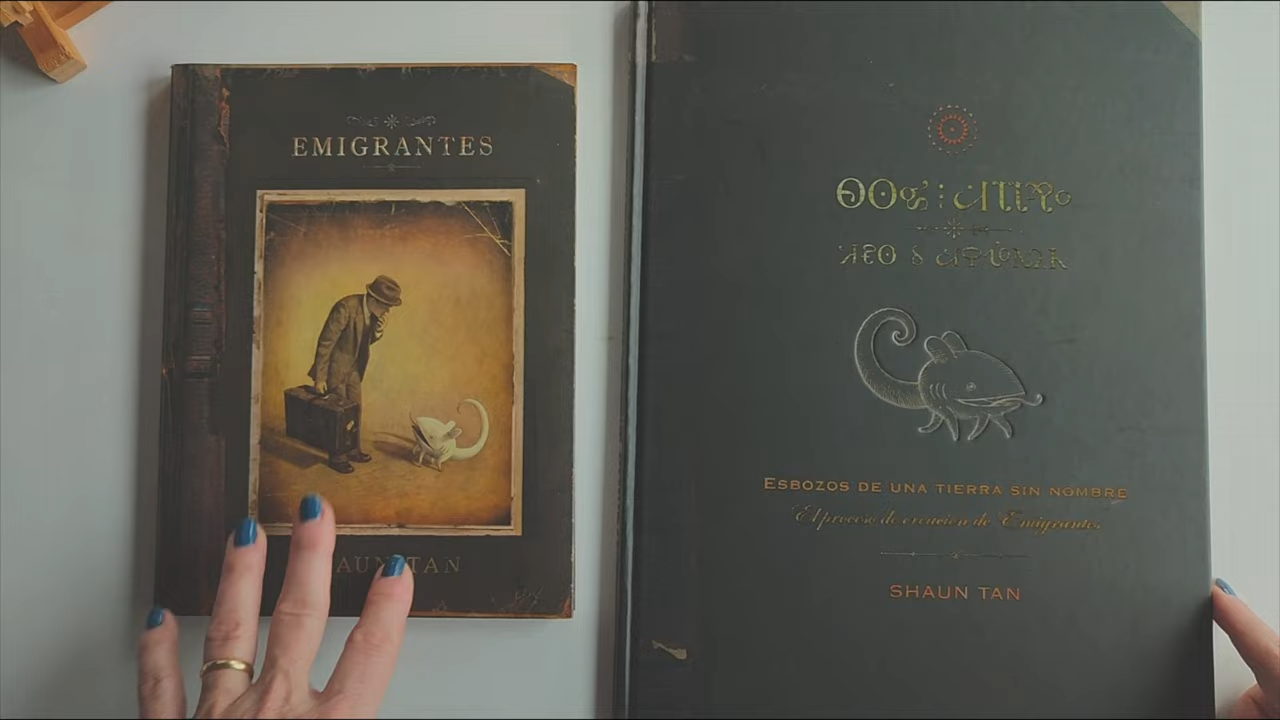 EMIGRANTES
AUN TAN
ESBOZOS DE UNA TIERRA SIN NOMBRE
El proceso de creación de Emigrantes
SHAUN TAN